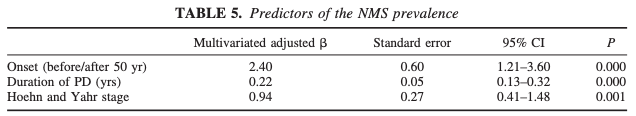 TABLE 5. Predictors of the NMS prevalence
Multivariated adjusted β Standard error 95% CI P
Onset (before/after 50 yr) 2.40 0.60 1.21–3.60 0.000
Duration of PD (yrs) 0.22 0.05 0.13–0.32 0.000
Hoehn and Yahr stage 0.94 0.27 0.41–1.48 0.001